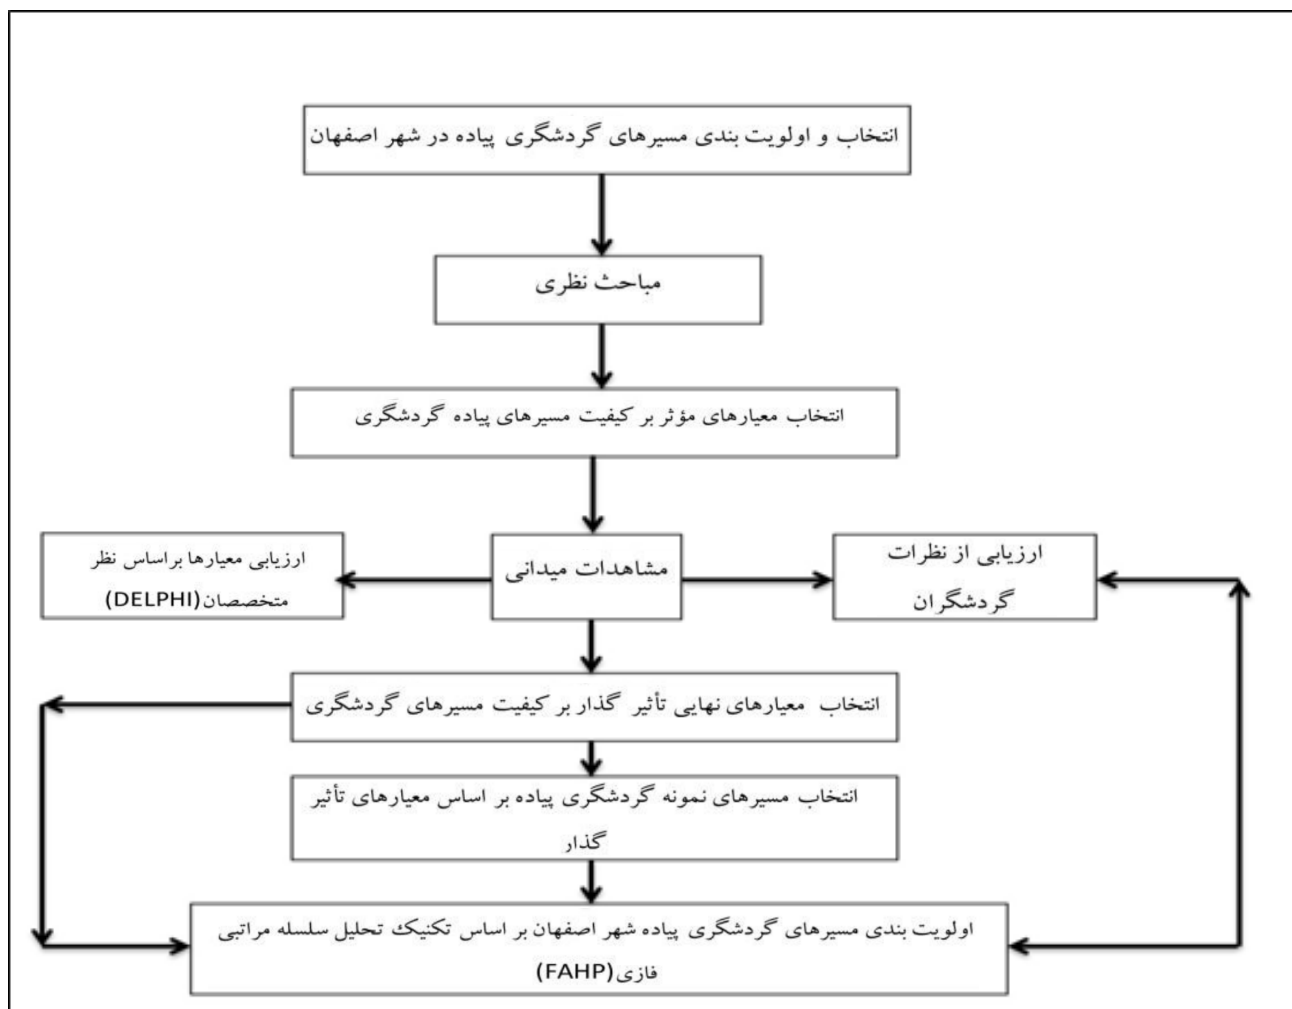 انتخاب و اولویت بندی مسیرهای گردشگری پیاده در شهر اصفهان
مباحث نظری
انتخاب معیارهای مؤثر بر کیفیت مسیرهای پیاده گردشگری
ارزیابی از نظرات
گردشگران
مشاهدات میدانی
ارزیابی معیارها براساس نظر
متخصصان(DELPHI)
انتخاب معیارهای نهایی تأثیر گذار بر کیفیت مسیرهای گردشگری
انتخاب مسیرهای نمونه گردشگری پیاده بر اساس معیارهای تأثیر
گذار
اولویت بندی مسیرهای گردشگری پیاده شهر اصفهان بر اساس تکنیك تحلیل سلسله مراتبی
فازی(FAHP)